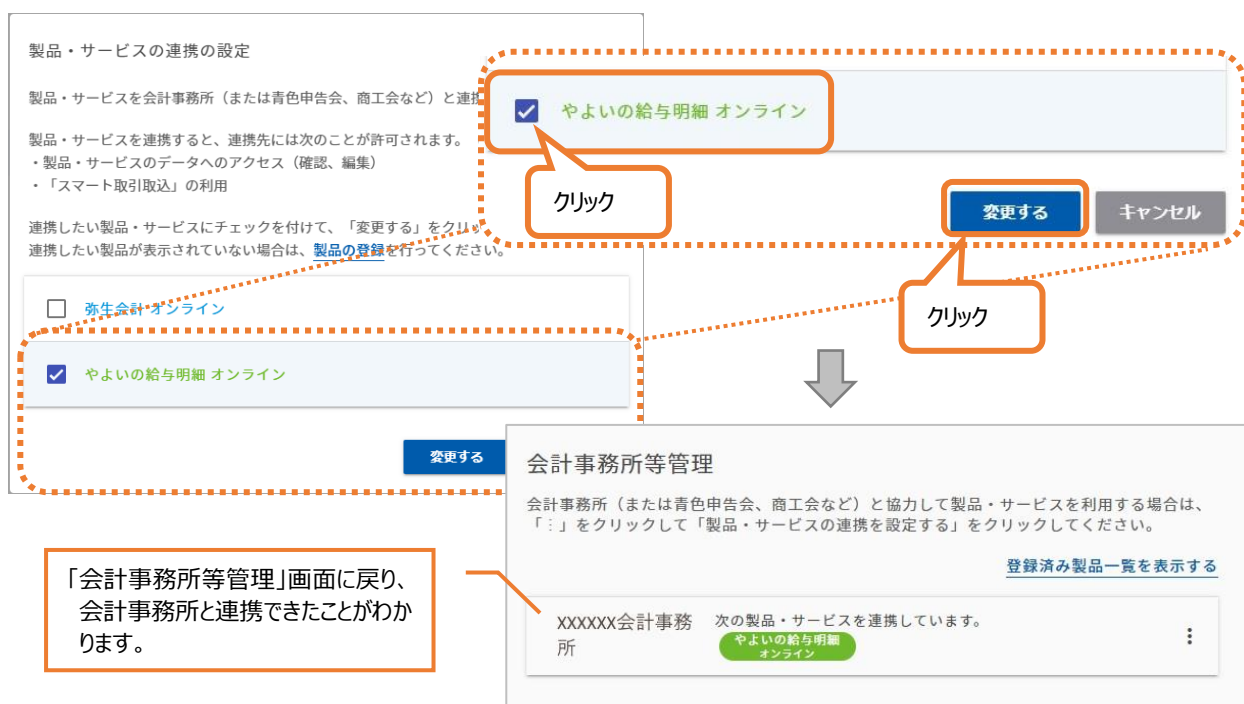 製品・サービスの連携の設定
製品・サービスを会計事務所（または青色申告会、商工会など）と連携
製品・サービスを連携すると、連携先には次のことが許可されます。
・製品・サービスのデータへのアクセス（確認、編集）
・「スマート取引取込」の利用
連携したい製品・サービスにチェックを付けて、「変更する」をクリッ
連携したい製品が表示されていない場合は、製品の登録を行ってください。
弥生会計 オンライン
やよいの給与明細 オンライン
変更する
やよいの給与明細 オンライン
クリック
変更する
キャンセル
クリック
会計事務所等管理
会計事務所（または青色申告会、商工会など）と協力して製品・サービスを利用する場合は、
「⋮」をクリックして「製品・サービスの連携を設定する」をクリックしてください。
登録済み製品一覧を表示する
XXXXXX会計事務
所
次の製品・サービスを連携しています。
やよいの給与明細
オンライン
「会計事務所等管理」画面に戻り、
会計事務所と連携できたことがわか
ります。